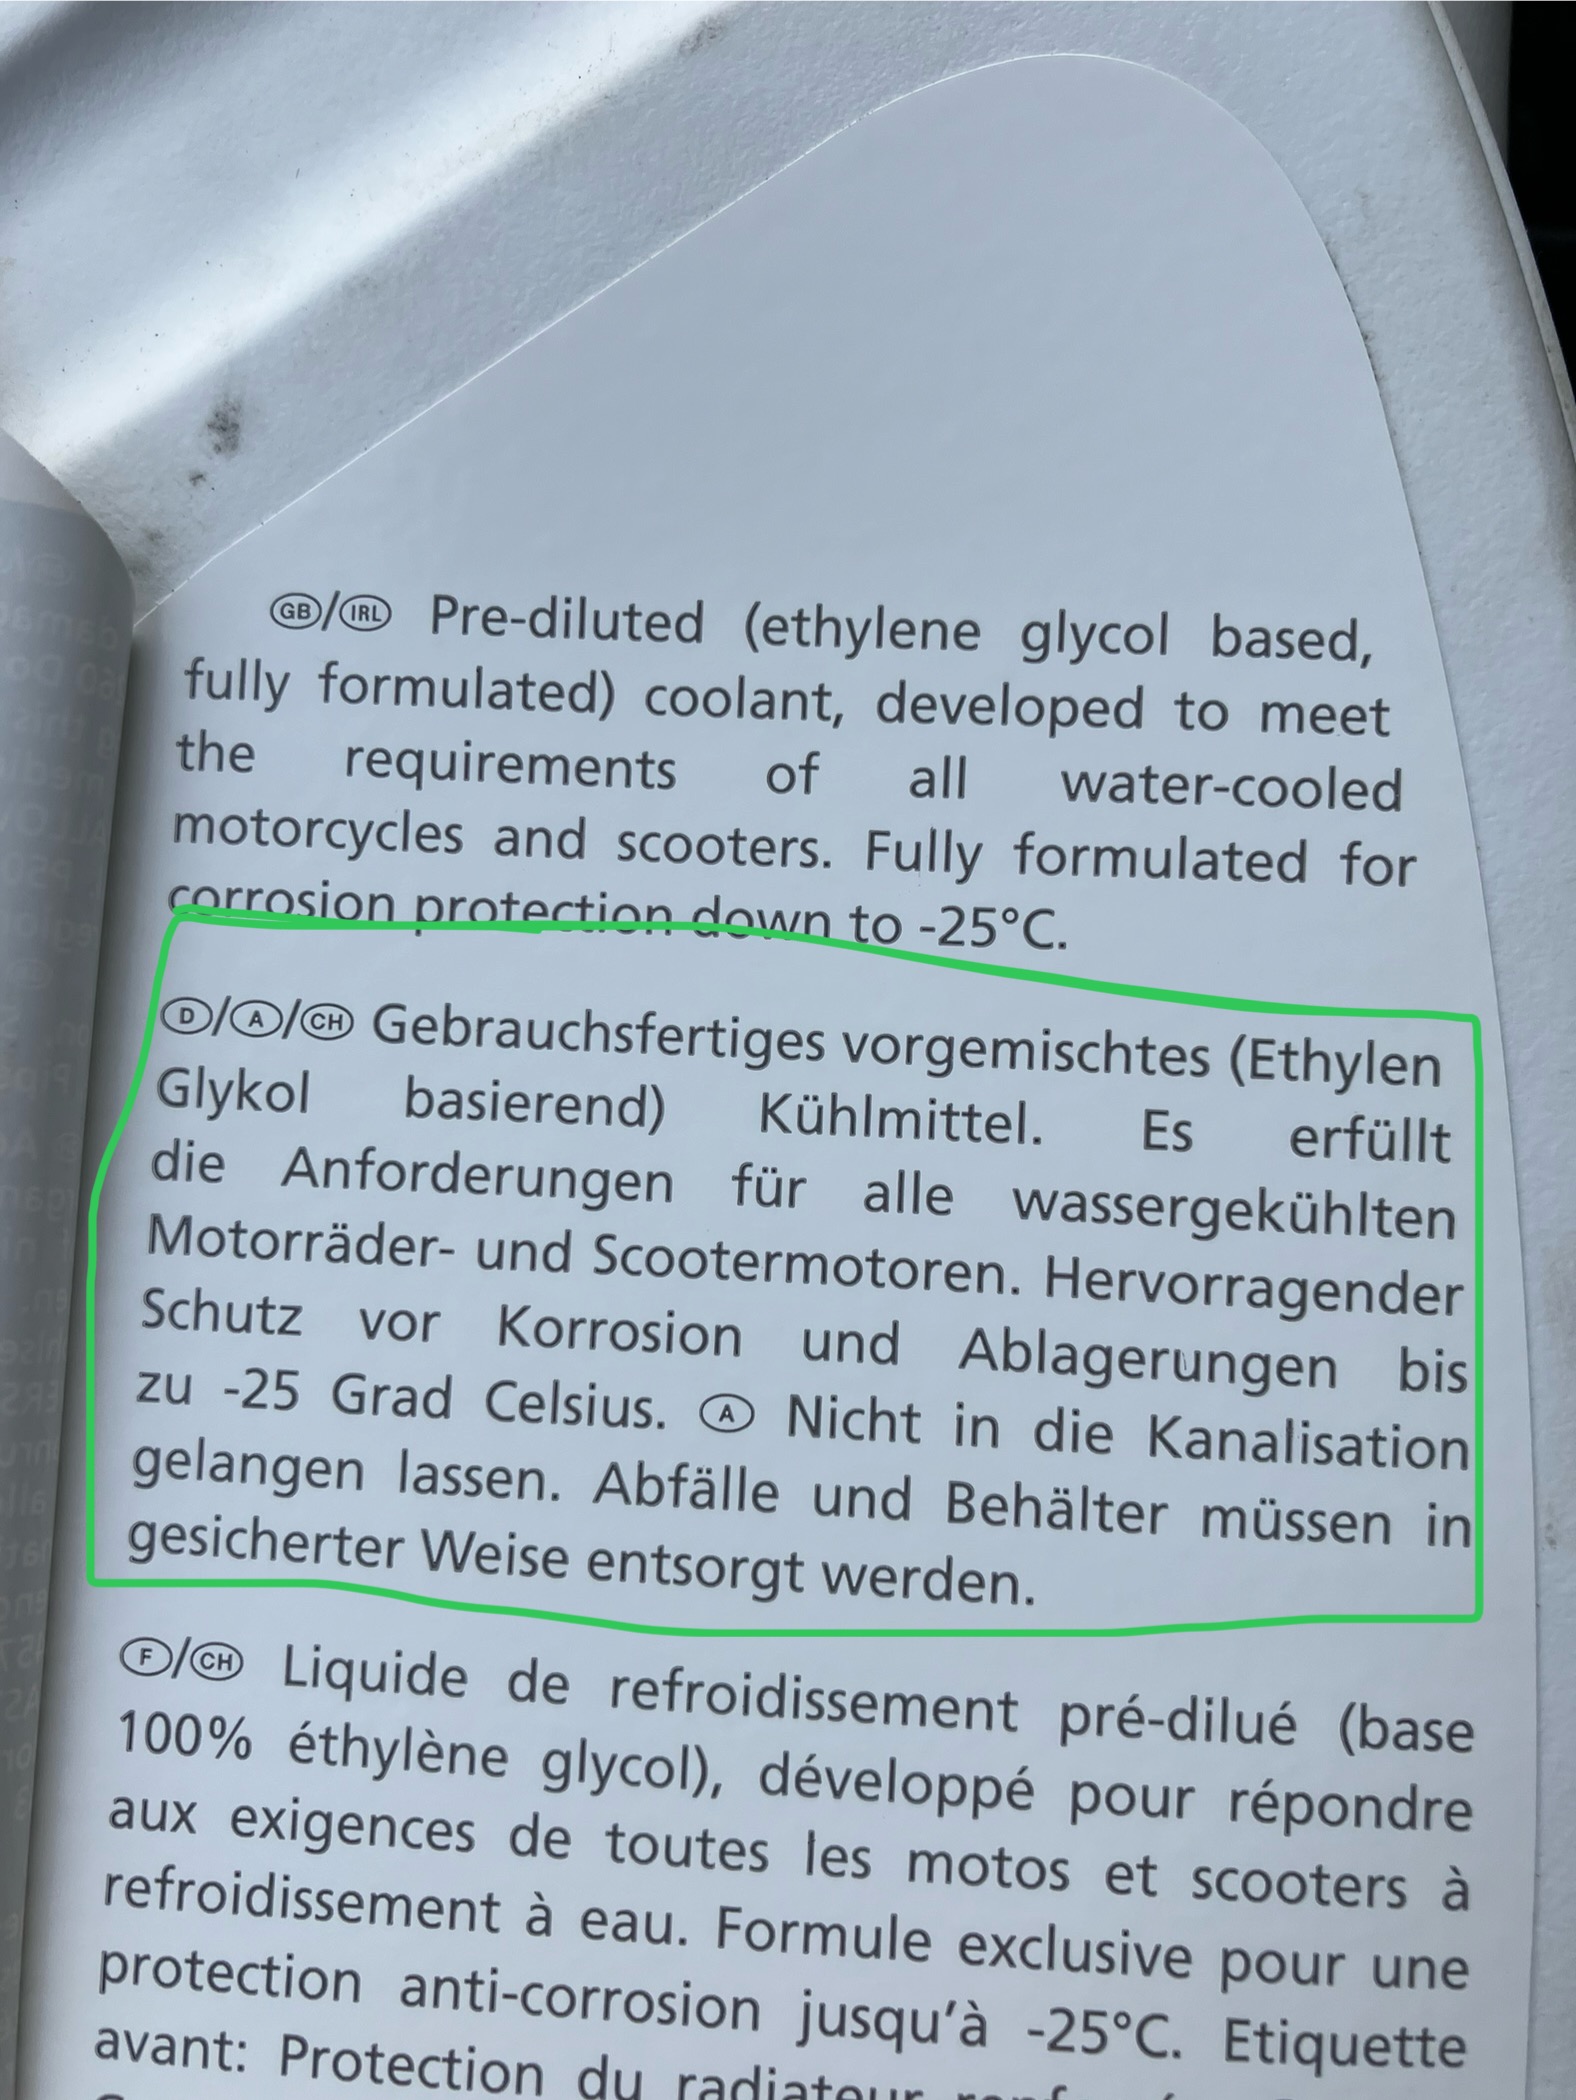 GB/IRL Pre-diluted (ethylene glycol based,
fully formulated) coolant, developed to meet
the requirements of all water-cooled
motorcycles and scooters. Fully formulated for
corrosion protection down to -25°C.
D/A/CH Gebrauchsfertiges vorgemischtes (Ethylen
Glykol basierend) Kühlmittel. Es erfüllt
die Anforderungen für alle wassergekühlten
Motorräder- und Scootermotoren. Hervorragender
Schutz vor Korrosion und Ablagerungen bis
zu -25 Grad Celsius. A Nicht in die Kanalisation
gelangen lassen. Abfälle und Behälter müssen in
gesicherter Weise entsorgt werden.
F/CH Liquide de refroidissement pré-dilué (base
100% éthylène glycol), développé pour répondre
aux exigences de toutes les motos et scooters à
refroidissement à eau. Formule exclusive pour une
protection anti-corrosion jusqu'à -25°C. Etiquette
avant: Protection du radiateur